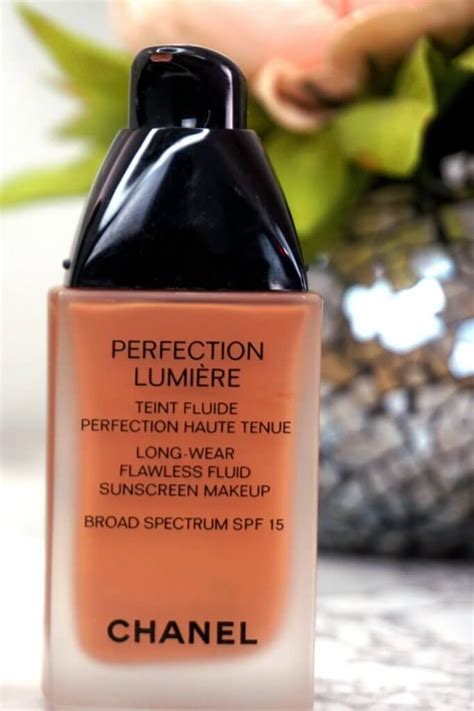 PERFECTION
LUMIÈRE
TEINT FLUIDE
PERFECTION HAUTE TENUE
LONG-WEAR
FLAWLESS FLUID
SUNSCREEN MAKEUP
BROAD SPECTRUM SPF 15
CHANEL